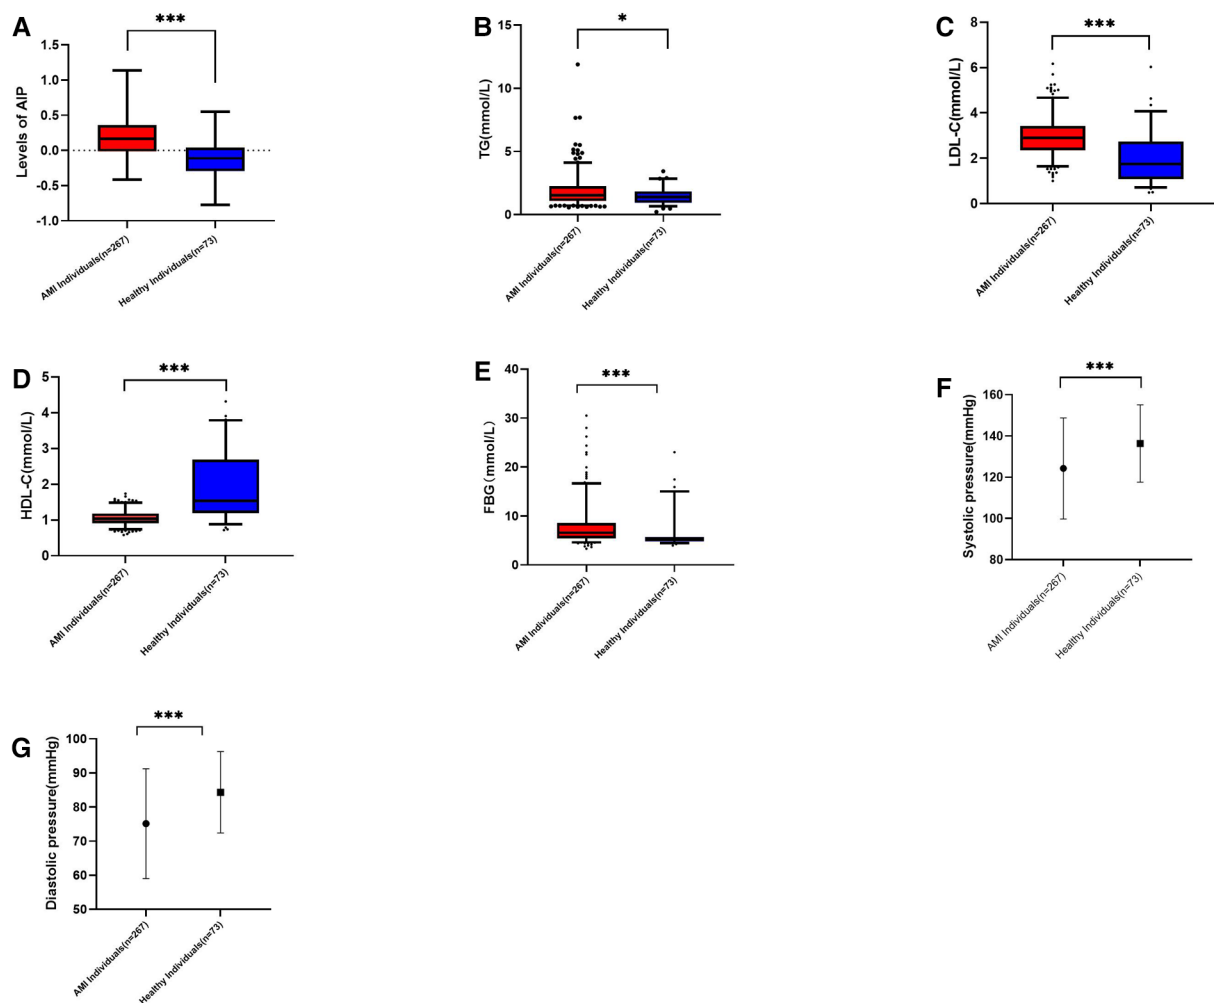 A
***
Levels of AIP
1.5
1.0
0.5
0.0
-0.5
-1.0
AMI Individuals(n=267)
Healthy Individuals(n=73)
B
*
TG(mmol/L)
15
10
5
0
AMI Individuals(n=267)
Healthy Individuals(n=73)
C
***
LDL-C(mmol/L)
8
6
4
2
0
AMI Individuals(n=267)
Healthy Individuals(n=73)
D
***
HDL-C(mmol/L)
5
4
3
2
1
0
AMI Individuals(n=267)
Healthy Individuals(n=73)
E
***
FBG(mmol/L)
40
30
20
10
0
AMI Individuals(n=267)
Healthy Individuals(n=73)
F
***
Systolic pressure(mmHg)
160
140
120
100
80
AMI Individuals(n=267)
Healthy Individuals(n=73)
G
***
Diastolic pressure(mmHg)
100
90
80
70
60
50
AMI Individuals(n=267)
Healthy Individuals(n=73)